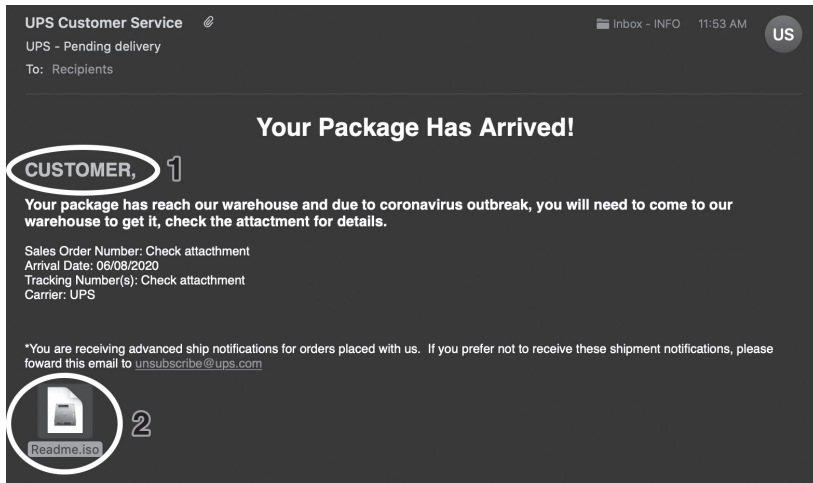 UPS Customer Service
Inbox - INFO 11:53 AM
US
UPS - Pending delivery
To: Recipients
Your Package Has Arrived!
CUSTOMER, 1
Your package has reach our warehouse and due to coronavirus outbreak, you will need to come to our
warehouse to get it, check the attactment for details.
Sales Order Number: Check attacthment
Arrival Date: 06/08/2020
Tracking Number(s): Check attacthment
Carrier: UPS
*You are receiving advanced ship notifications for orders placed with us. If you prefer not to receive these shipment notifications, please
foward this email to unsubscribe@ups.com
2
Readme.iso